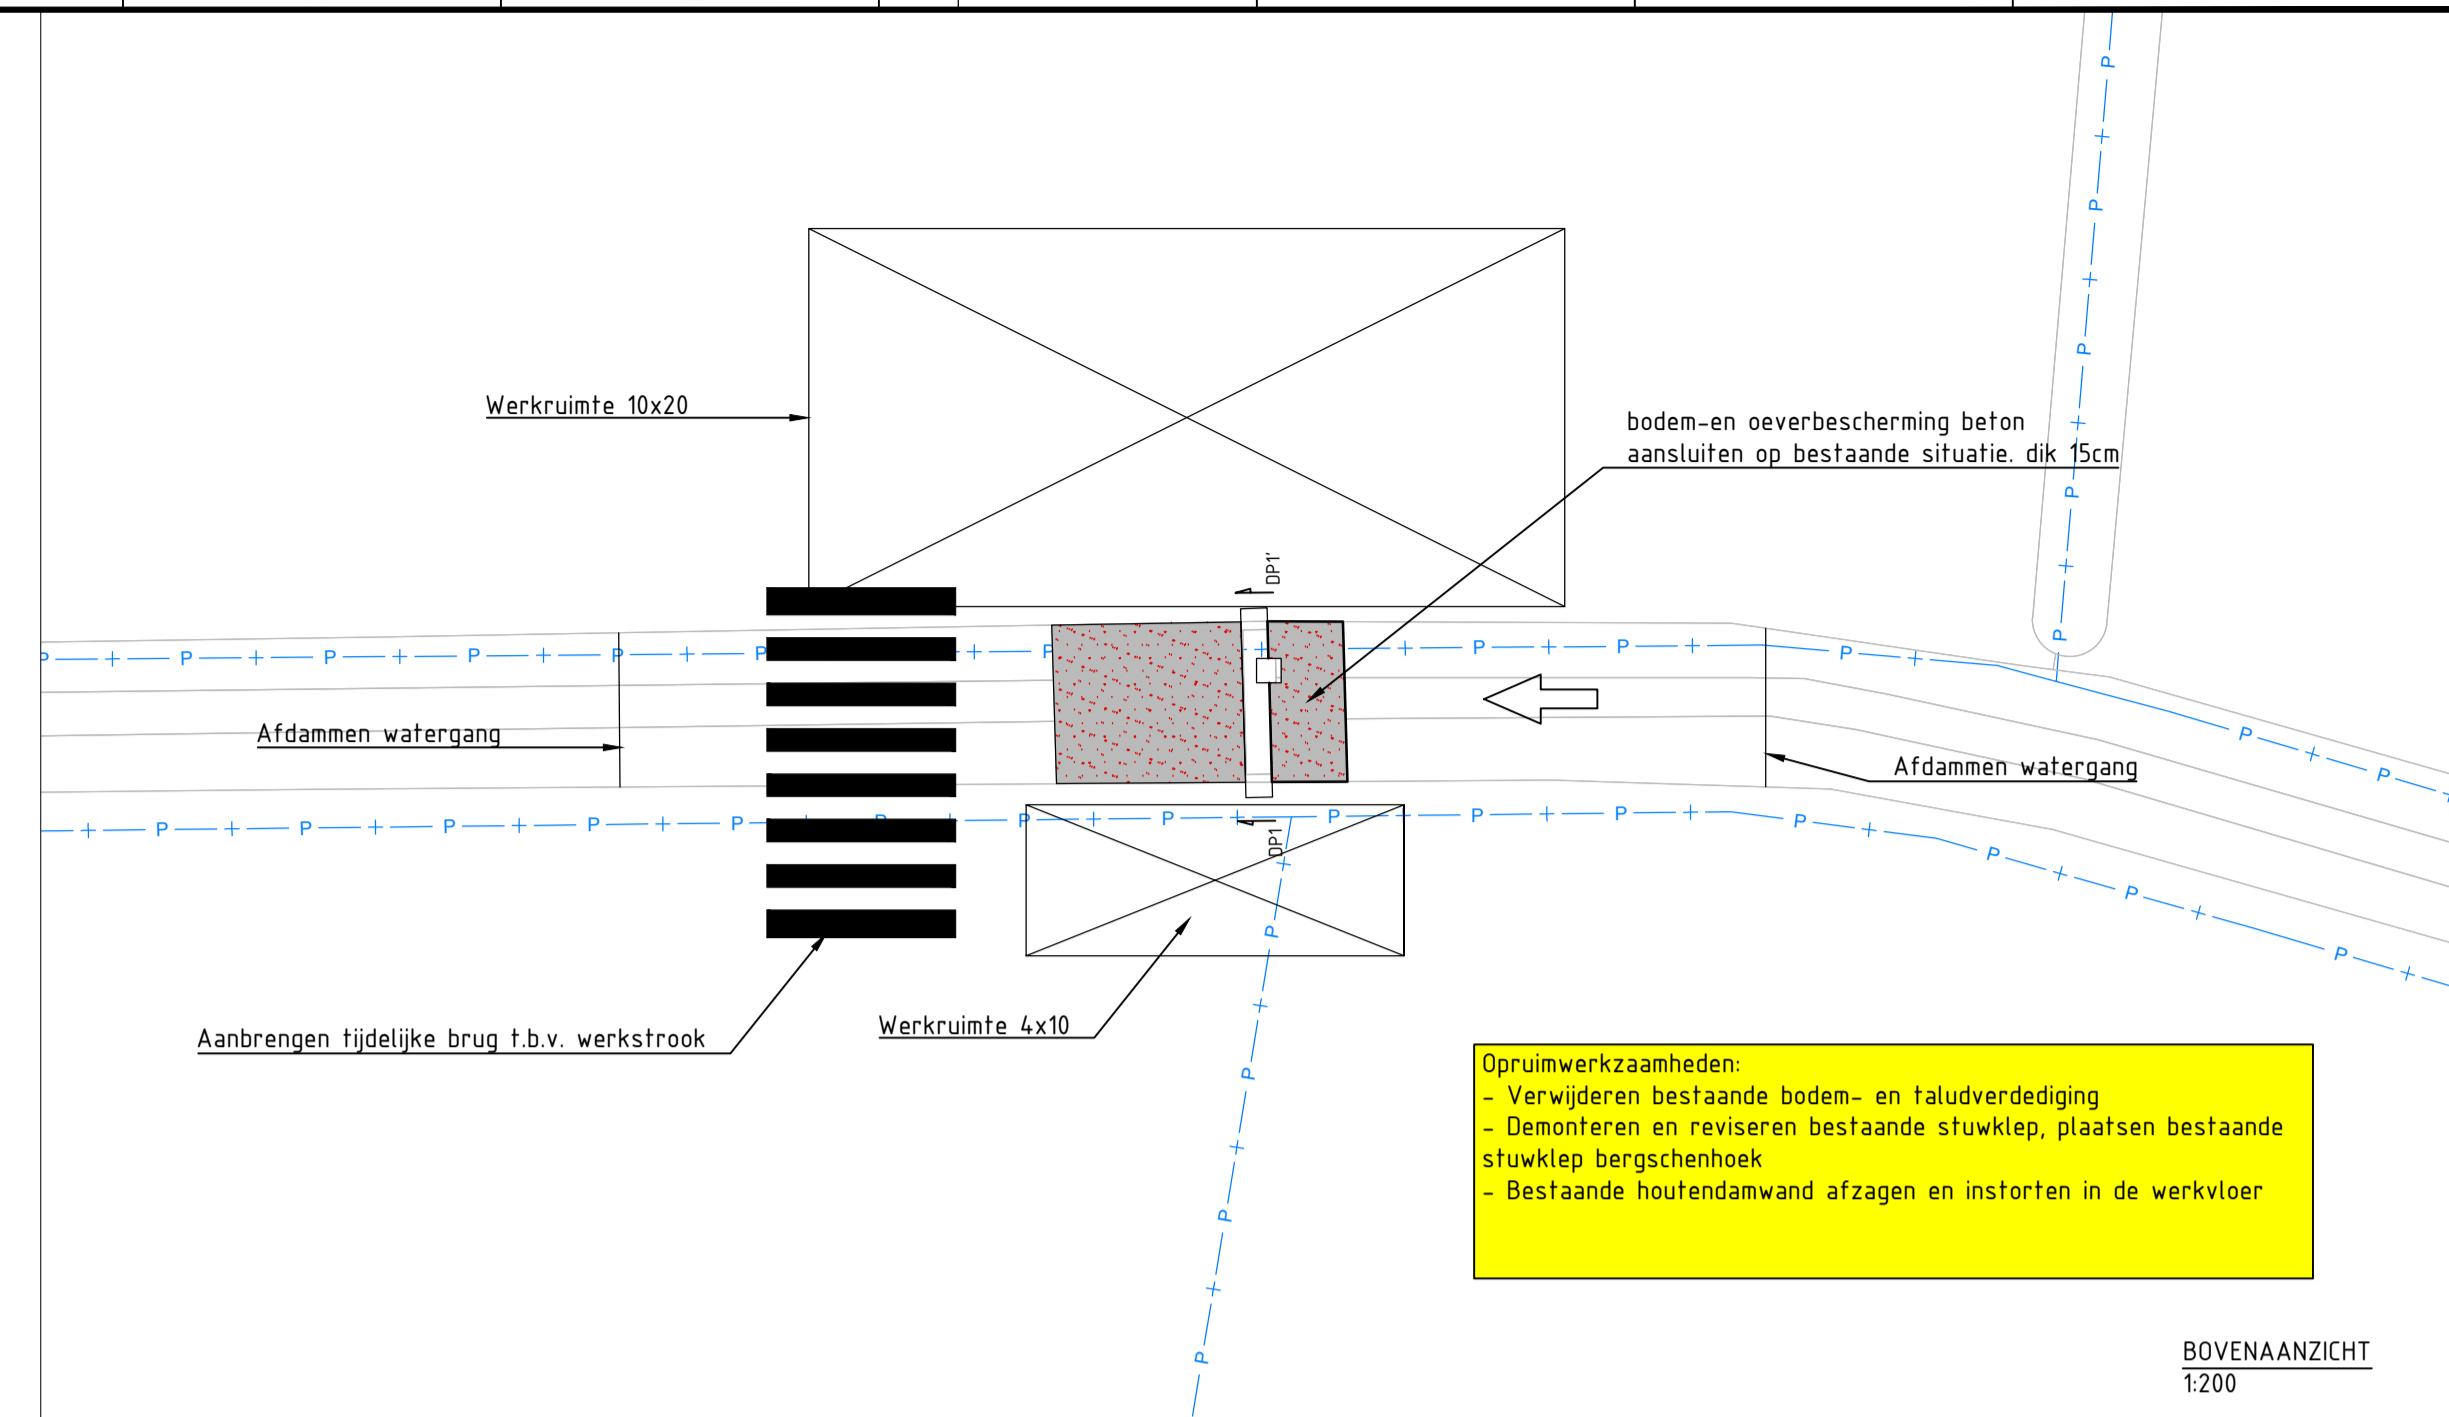 Werkruimte 10x20
bodem-en oeverbescherming beton
aansluiten op bestaande situatie. dik 15cm
DP1'
Afdammen watergang
Afdammen watergang
DP1
Aanbrengen tijdelijke brug t.b.v. werkstrook
Werkruimte 4x10
Opruimwerkzaamheden:
- Verwijderen bestaande bodem- en taludverdediging
- Demonteren en reviseren bestaande stuwklep, plaatsen bestaande
stuwklep bergschenhoek
- Bestaande houtendamwand afzagen en instorten in de werkvloer
BOVENAANZICHT
1:200